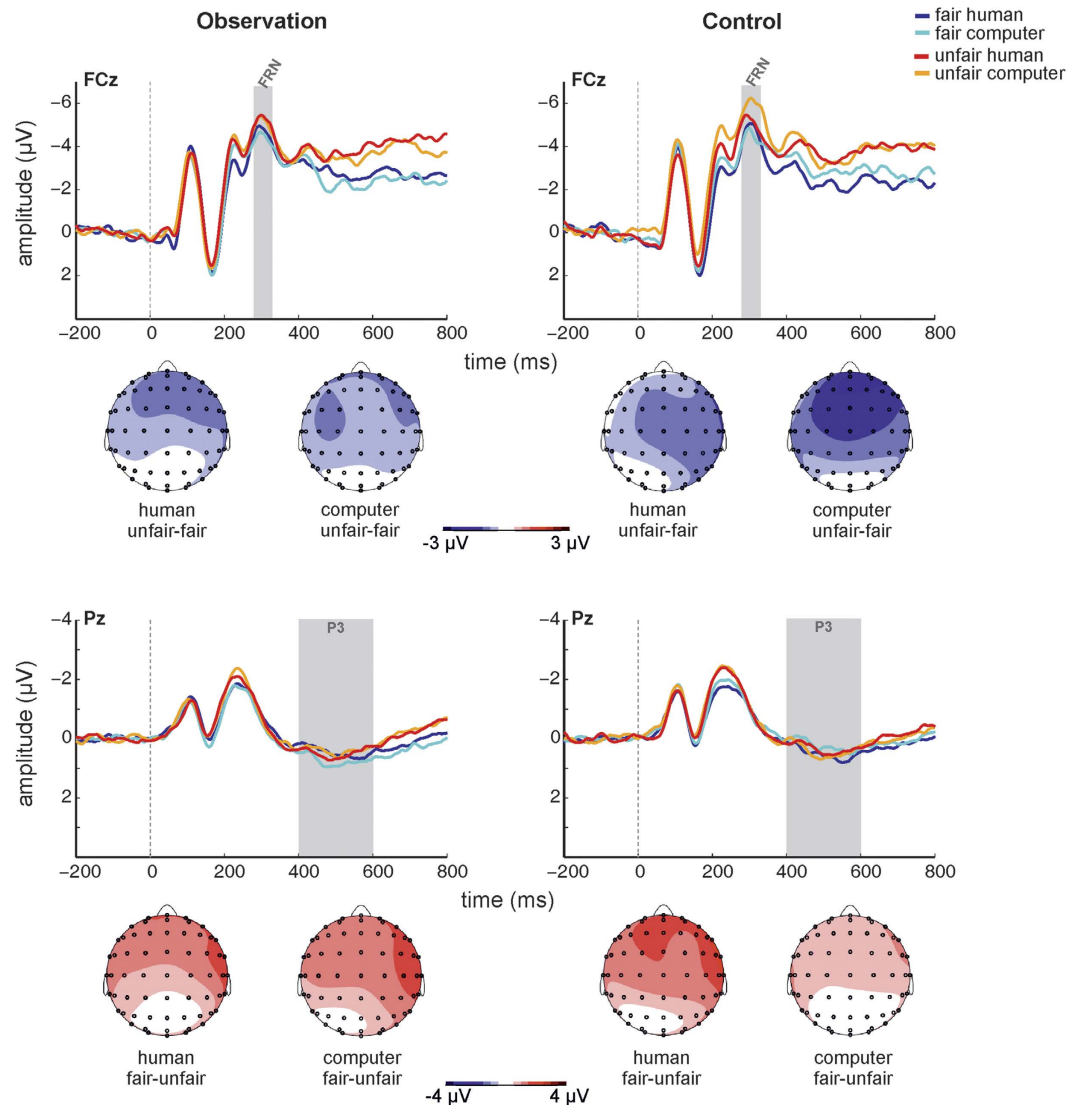 Observation
Control
fair human
fair computer
unfair human
unfair computer
FCz
FRN
FCz
FRN
amplitude (µV)
−6
−4
−2
0
2
−200
0
200
400
600
800
−6
−4
−2
0
2
−200
0
200
400
600
800
time (ms)
human
unfair-fair
computer
unfair-fair
human
unfair-fair
computer
unfair-fair
-3 µV
3 µV
Pz
P3
Pz
P3
amplitude (µV)
−4
−2
0
2
−200
0
200
400
600
800
−4
−2
0
2
−200
0
200
400
600
800
time (ms)
human
fair-unfair
computer
fair-unfair
human
fair-unfair
computer
fair-unfair
-4 µV
4 µV